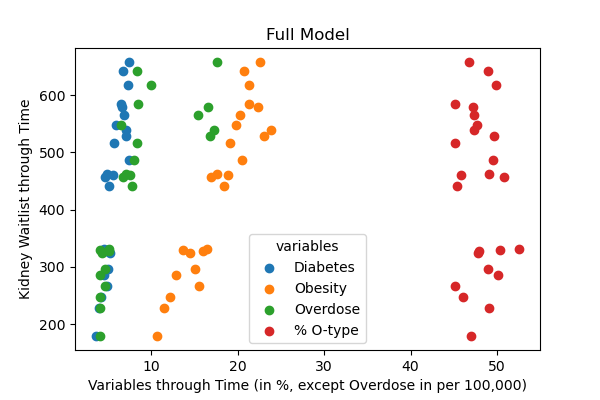 Full Model
Kidney Waitlist through Time
600
500
400
300
200
variables
Diabetes
Obesity
Overdose
% O-type
10 20 30 40 50
Variables through Time (in %, except Overdose in per 100,000)